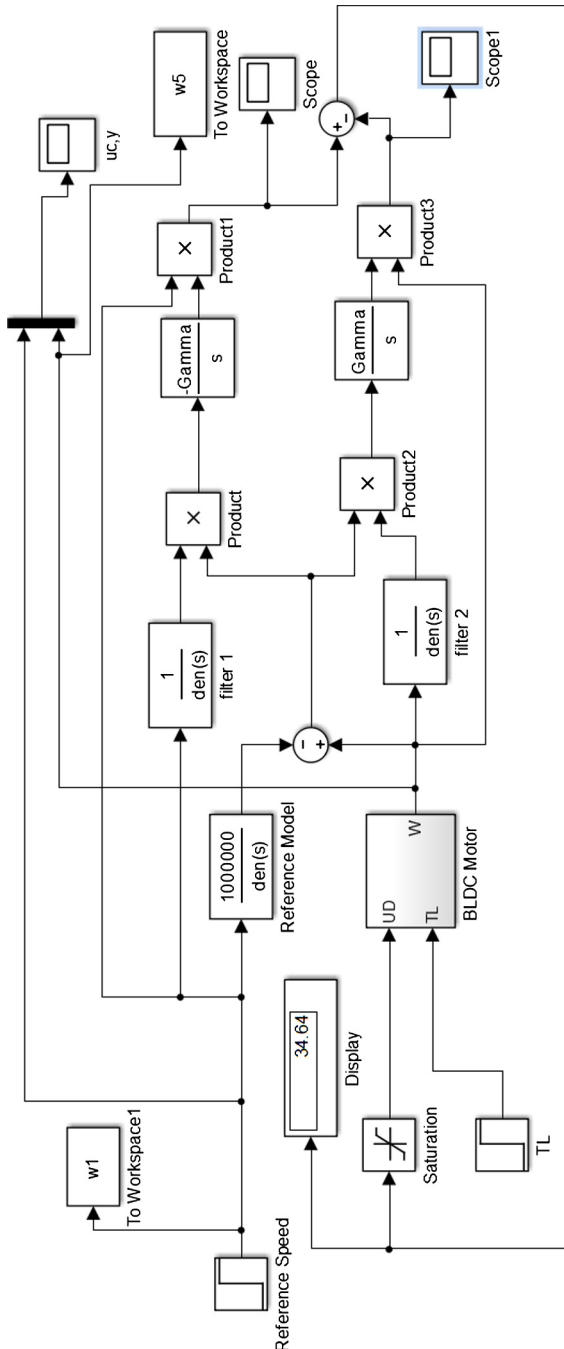 w1
To Workspace1
Reference Speed
uc,y
w5
To Workspace
1
den(s)
filter 1
×
Product
-Gamma
s
×
Product1
Scope
1000000
den(s)
Reference Model
−
+
+
−
34.64
Display
Saturation
TL
UD
TL
W
BLDC Motor
1
den(s)
filter 2
×
Product2
Gamma
s
×
Product3
Scope1